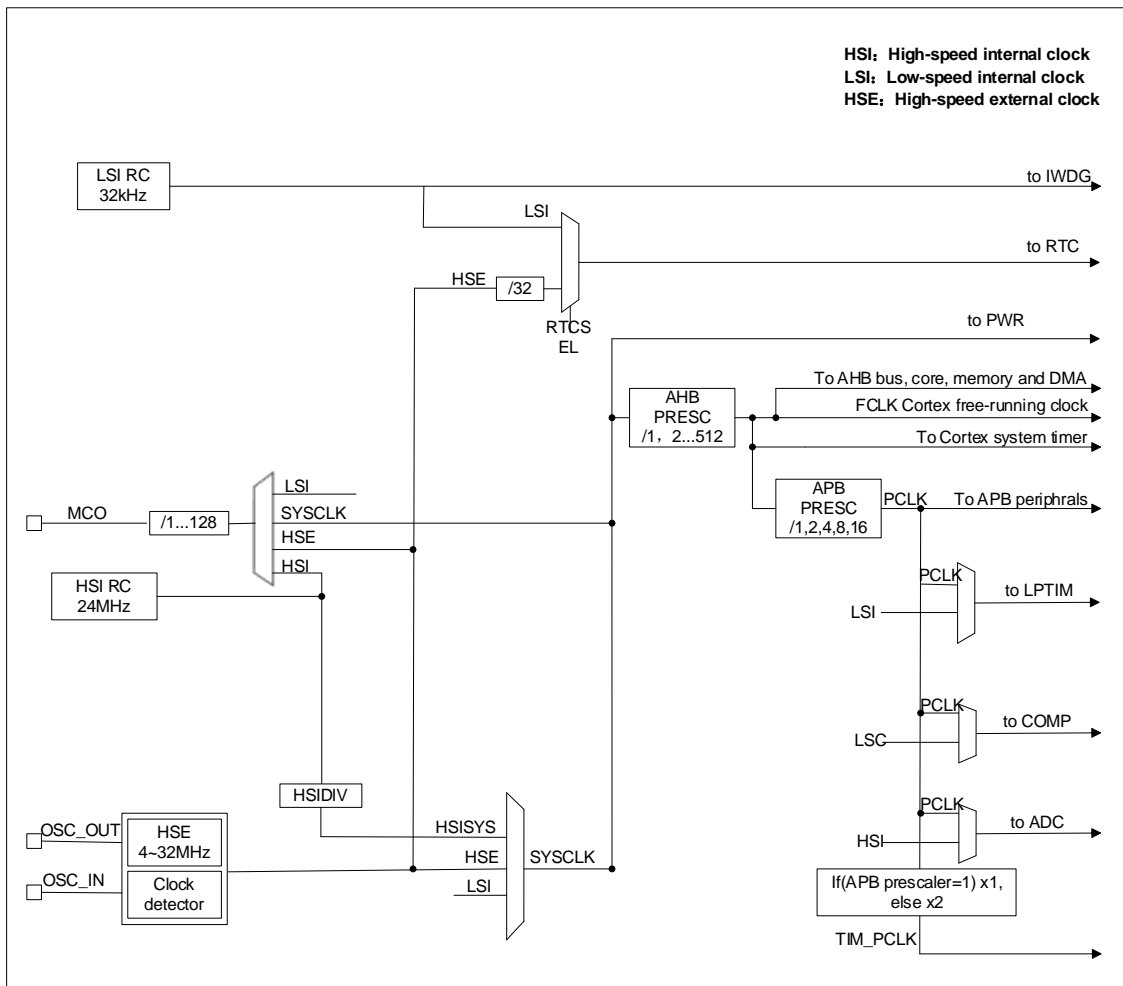 HSI：High-speed internal clock
LSI：Low-speed internal clock
HSE：High-speed external clock
LSI RC
32kHz
to IWDG
LSI
to RTC
HSE
/32
RTCS
EL
to PWR
AHB
PRESC
/1，2...512
To AHB bus, core, memory and DMA
FCLK Cortex free-running clock
To Cortex system timer
APB
PRESC
/1,2,4,8,16
PCLK
To APB periphrals
LSI
MCO
/1...128
SYSCLK
HSE
HSI
HSI RC
24MHz
PCLK
to LPTIM
LSI
PCLK
to COMP
LSC
HSIDIV
PCLK
to ADC
HSI
OSC_OUT
HSE
4~32MHz
OSC_IN
Clock
detector
HSISYS
HSE
SYSCLK
LSI
If(APB prescaler=1) x1,
else x2
TIM_PCLK